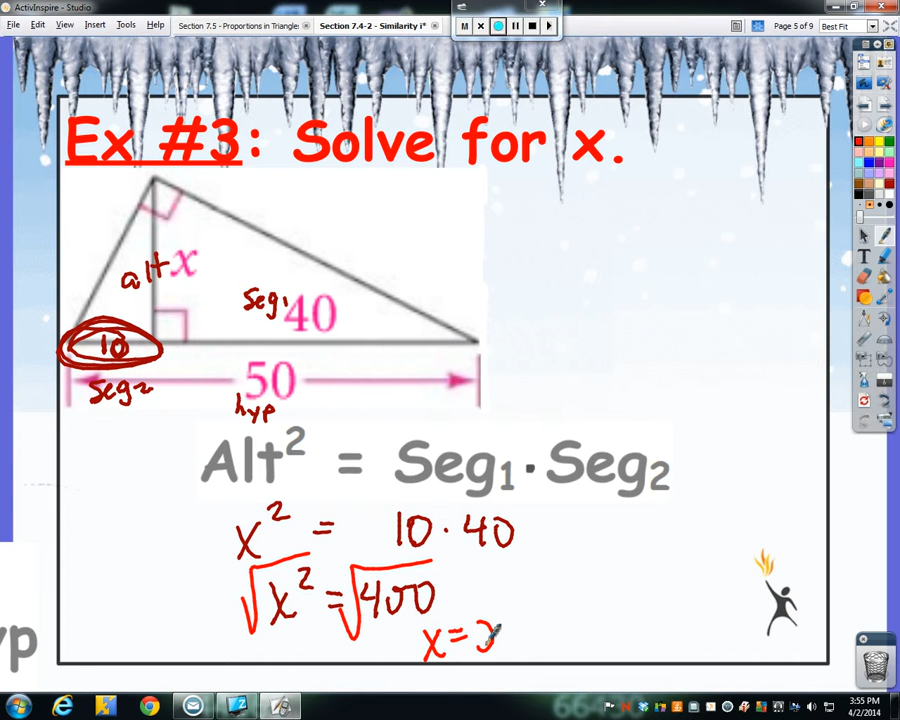 ActivInspire - Studio
File Edit View Insert Tools Help
Section 7.5 - Proportions in Triangle:
Section 7.4-2 - Similarity i*
M
Page 5 of 9
Best Fit
Ex #3: Solve for x.
alt x
seg1 40
10
seg2
50
hyp
Alt² = Seg₁·Seg₂
x² = 10 · 40
√x² = √400
x =
yp
T
3:55 PM
4/2/2014